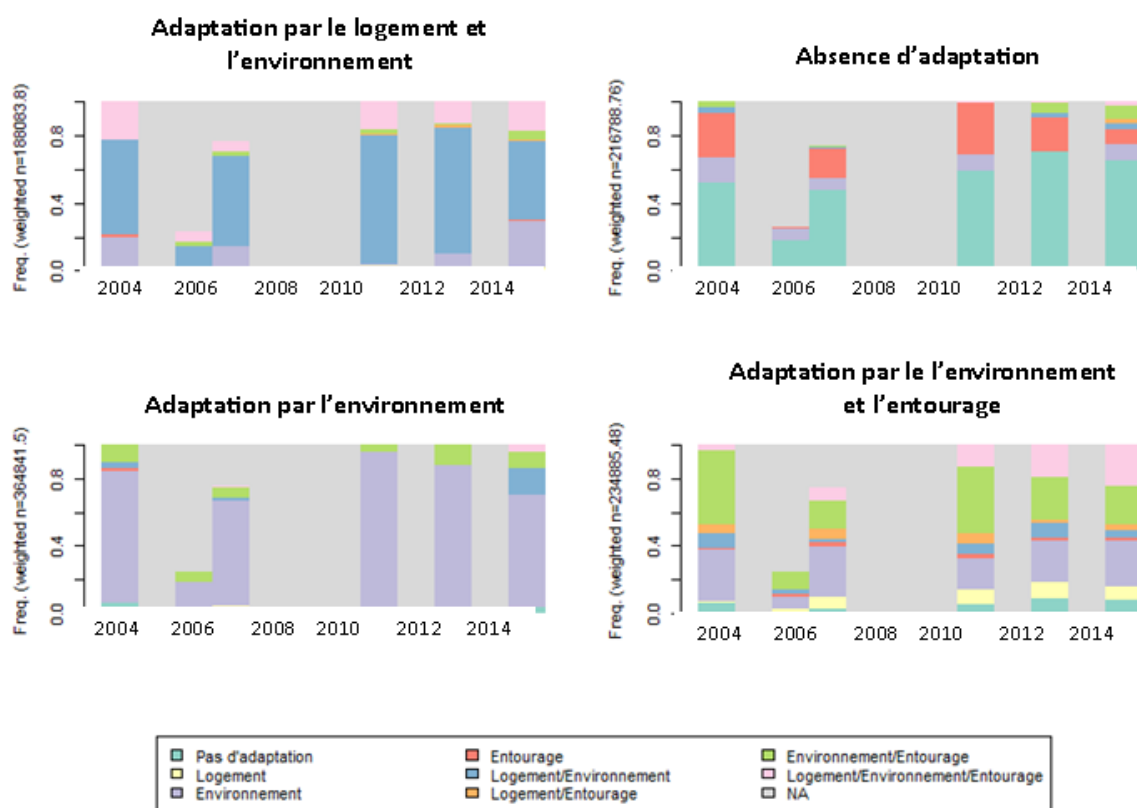 Adaptation par le logement et
l'environnement
Freq. (weighted n=188083.8)
0.8
0.4
0.0
2004 2006 2008 2010 2012 2014
Absence d'adaptation
Freq. (weighted n=216788.76)
0.8
0.4
0.0
2004 2006 2008 2010 2012 2014
Adaptation par l'environnement
Freq. (weighted n=364841.5)
0.8
0.4
0.0
2004 2006 2008 2010 2012 2014
Adaptation par le l'environnement
et l'entourage
Freq. (weighted n=234885.48)
0.8
0.4
0.0
2004 2006 2008 2010 2012 2014
Pas d'adaptation
Logement
Environnement
Entourage
Logement/Environnement
Logement/Entourage
Environnement/Entourage
Logement/Environnement/Entourage
NA